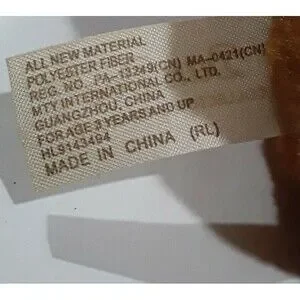 ALL NEW MATERIAL
POLYESTER FIBER
REG. NO. PA-13249(CN) MA-0421(CN)
MTY INTERNATIONAL CO., LTD.
GUANGZHOU, CHINA
FOR AGE 3 YEARS AND UP
HLS143494
MADE IN CHINA (RL)